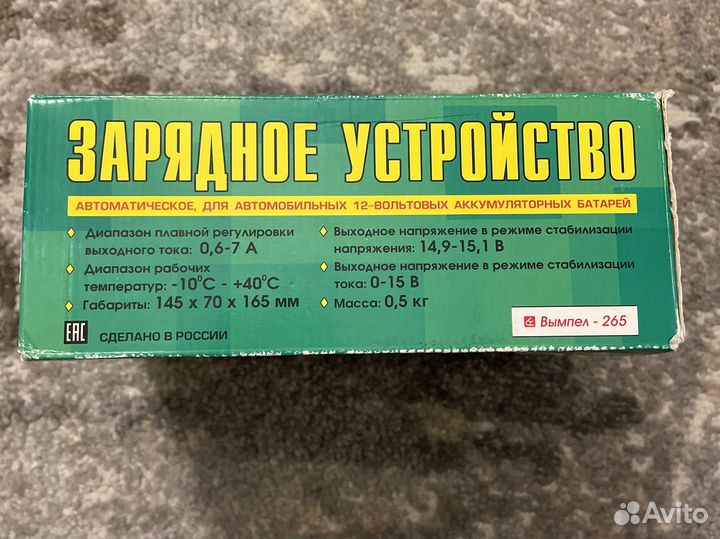 ЗАРЯДНОЕ УСТРОЙСТВО
АВТОМАТИЧЕСКОЕ, ДЛЯ АВТОМОБИЛЬНЫХ 12-ВОЛЬТОВЫХ АККУМУЛЯТОРНЫХ БАТАРЕЙ
Диапазон плавной регулировки
выходного тока: 0,6-7 А
Диапазон рабочих
температур: -10°С - +40°С
Габариты: 145 х 70 х 165 мм
Выходное напряжение в режиме стабилизации
напряжения: 14,9-15,1 В
Выходное напряжение в режиме стабилизации
тока: 0-15 В
Масса: 0,5 кг
ЕАС СДЕЛАНО В РОССИИ
Вымпел - 265
Avito